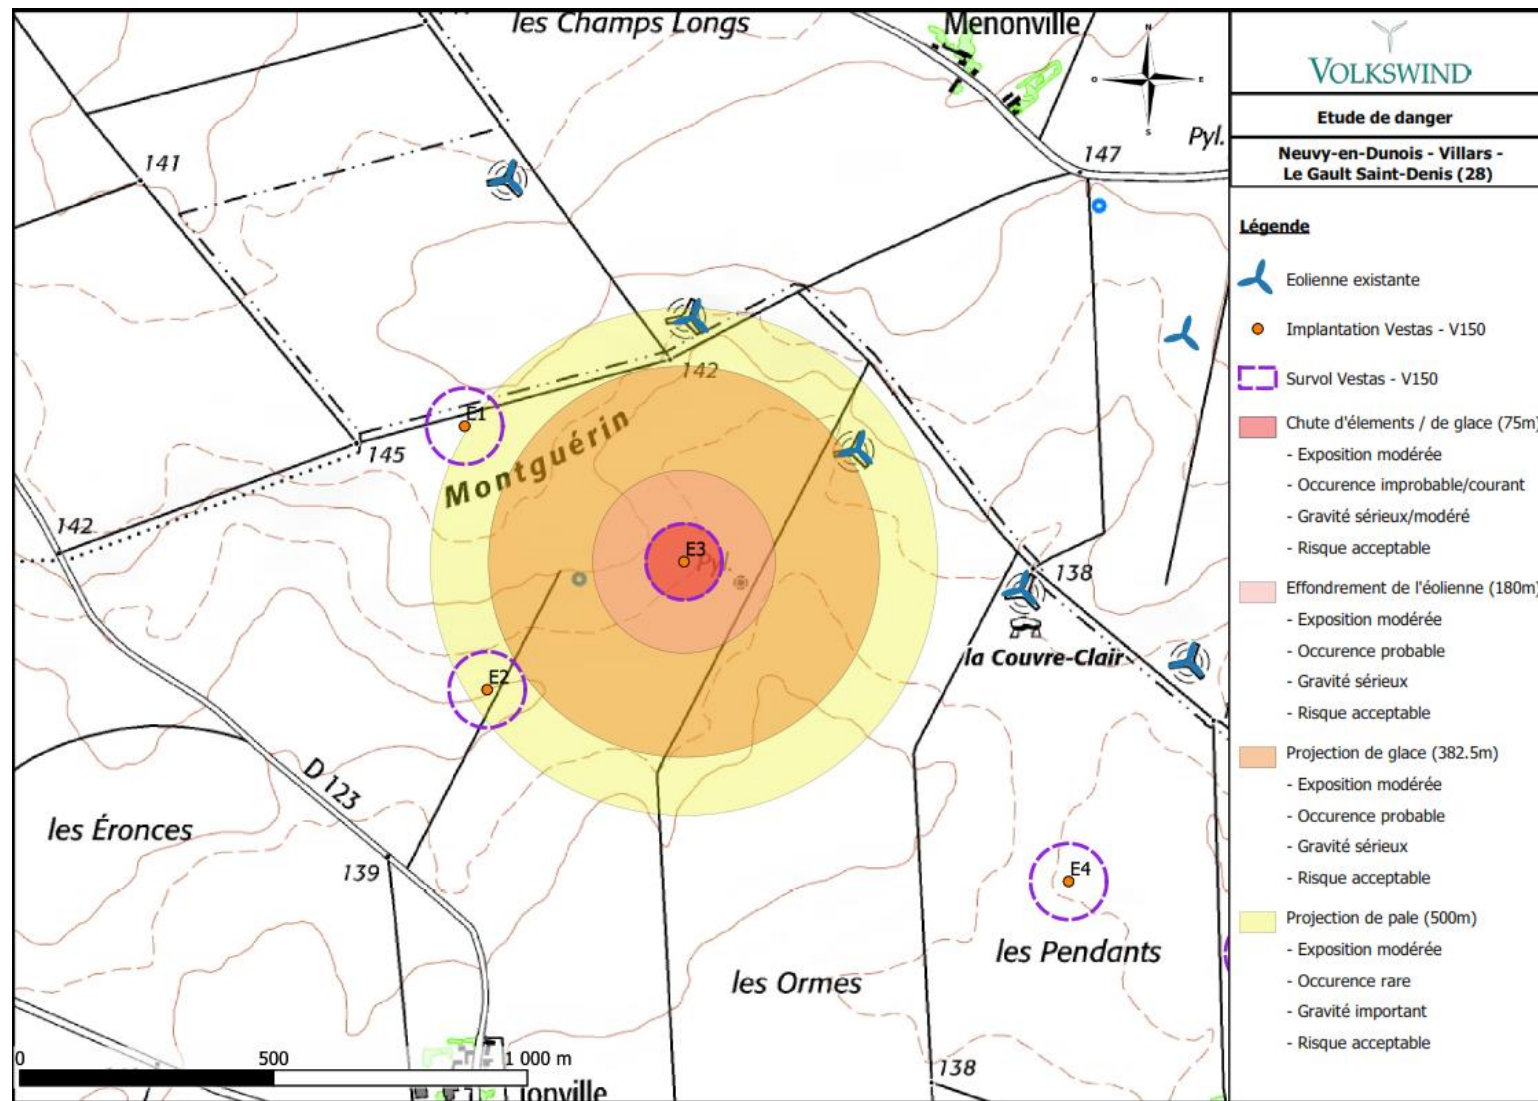 les Champs Longs
Menonville
N
O
E
S
Pyl.
147
141
142
E1
145
Montguérin
142
E3
Pyl.
138
la Couvre-Clair
E2
D 123
les Éronces
139
E4
les Pendants
les Ormes
138
0
500
1 000 m
VOLKSWIND
Etude de danger
Neuvy-en-Dunois - Villars -
Le Gault Saint-Denis (28)
Légende
Eolienne existante
Implantation Vestas - V150
Survol Vestas - V150
Chute d'élements / de glace (75m)
- Exposition modérée
- Occurence improbable/courant
- Gravité sérieux/modéré
- Risque acceptable
Effondrement de l'éolienne (180m)
- Exposition modérée
- Occurence probable
- Gravité sérieux
- Risque acceptable
Projection de glace (382.5m)
- Exposition modérée
- Occurence probable
- Gravité sérieux
- Risque acceptable
Projection de pale (500m)
- Exposition modérée
- Occurence rare
- Gravité important
- Risque acceptable